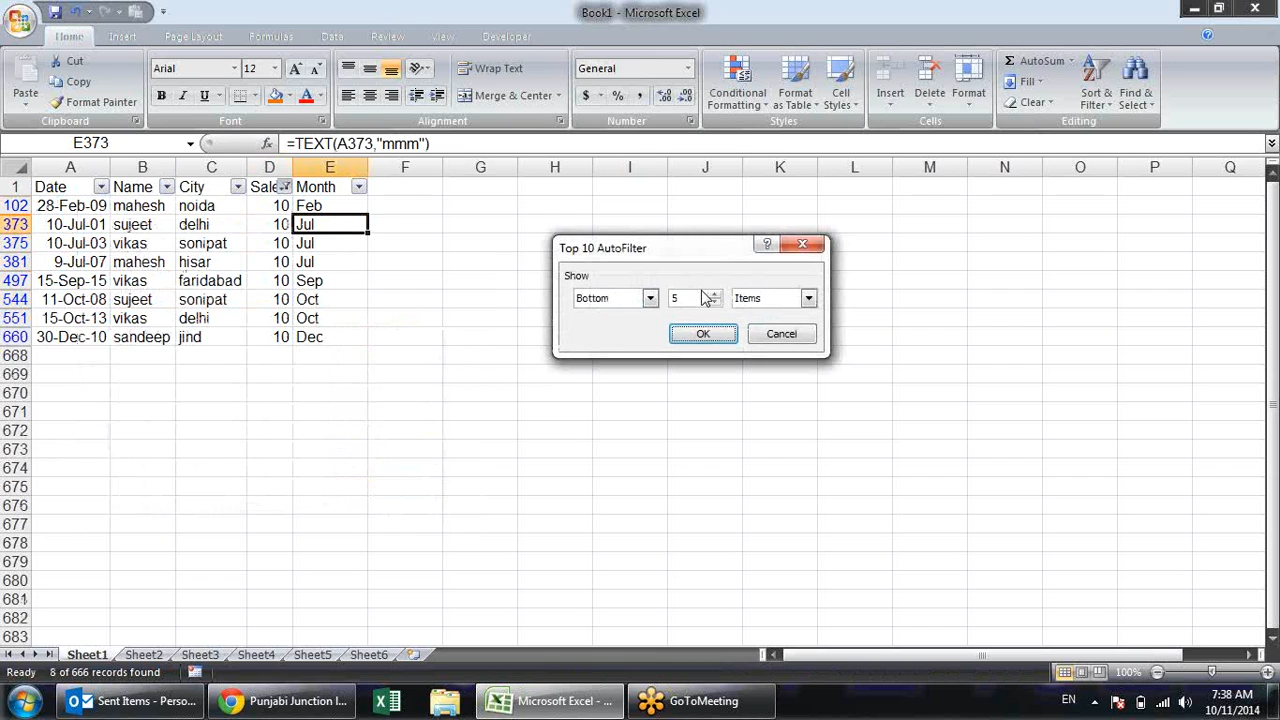 Book1 - Microsoft Excel
Home Insert Page Layout Formulas Data Review View Developer
Paste
Cut
Copy
Format Painter
Clipboard
Arial 12
B I U
Font
Wrap Text
Merge & Center
Alignment
General
$ % ,
Number
Conditional Formatting
Format as Table
Cell Styles
Styles
Insert
Delete
Format
Cells
Σ AutoSum
Fill
Clear
Sort & Filter
Find & Select
Editing
E373 fx =TEXT(A373,"mmm")
A B C D E F G H I J K L M N O P Q
1 Date Name City Sale Month
102 28-Feb-09 mahesh noida 10 Feb
373 10-Jul-01 sujeet delhi 10 Jul
375 10-Jul-03 vikas sonipat 10 Jul
381 9-Jul-07 mahesh hisar 10 Jul
497 15-Sep-15 vikas faridabad 10 Sep
544 11-Oct-08 sujeet sonipat 10 Oct
551 15-Oct-13 vikas delhi 10 Oct
660 30-Dec-10 sandeep jind 10 Dec
668
669
670
671
672
673
674
675
676
677
678
679
680
681
682
683
Top 10 AutoFilter
Show
Bottom 5 Items
OK Cancel
Sheet1 Sheet2 Sheet3 Sheet4 Sheet5 Sheet6
Ready 8 of 666 records found 100%
Sent Items - Perso... Punjabi Junction I... Microsoft Excel - ... GoToMeeting EN 7:38 AM
10/11/2014